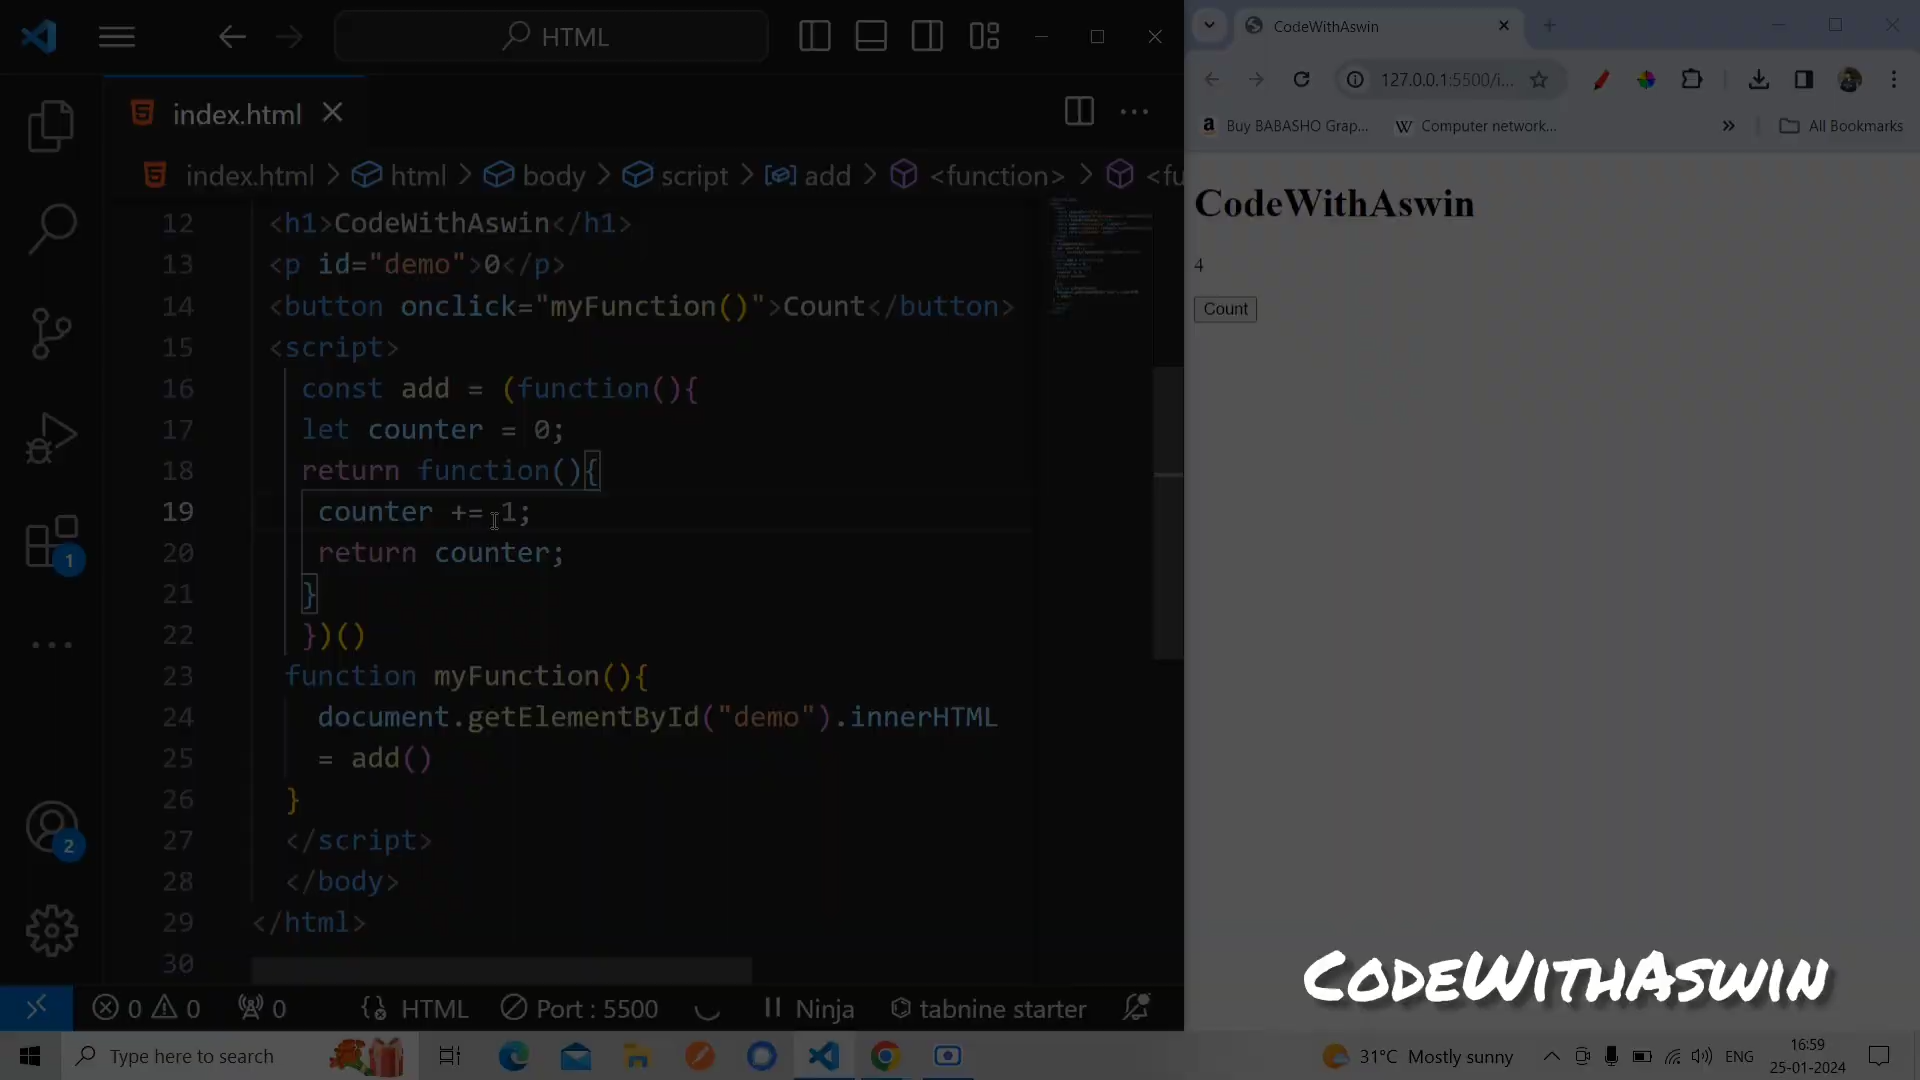 HTML
index.html
index.html > html > body > script > add > <function> > <fu
12 <h1>CodeWithAswin</h1>
13 <p id="demo">0</p>
14 <button onclick="myFunction()">Count</button>
15 <script>
16 const add = (function(){
17 let counter = 0;
18 return function(){
19 counter += 1;
20 return counter;
21 }
22 })()
23 function myFunction(){
24 document.getElementById("demo").innerHTML
25 = add()
26 }
27 </script>
28 </body>
29 </html>
30
1
2
0 0 0 HTML Port : 5500 Ninja tabnine starter
CodeWithAswin
127.0.0.1:5500/i...
Buy BABASHO Grap... Computer network... » All Bookmarks
CodeWithAswin
4
Count
CODEWITHASWIN
Type here to search
31°C Mostly sunny ENG
16:59
25-01-2024